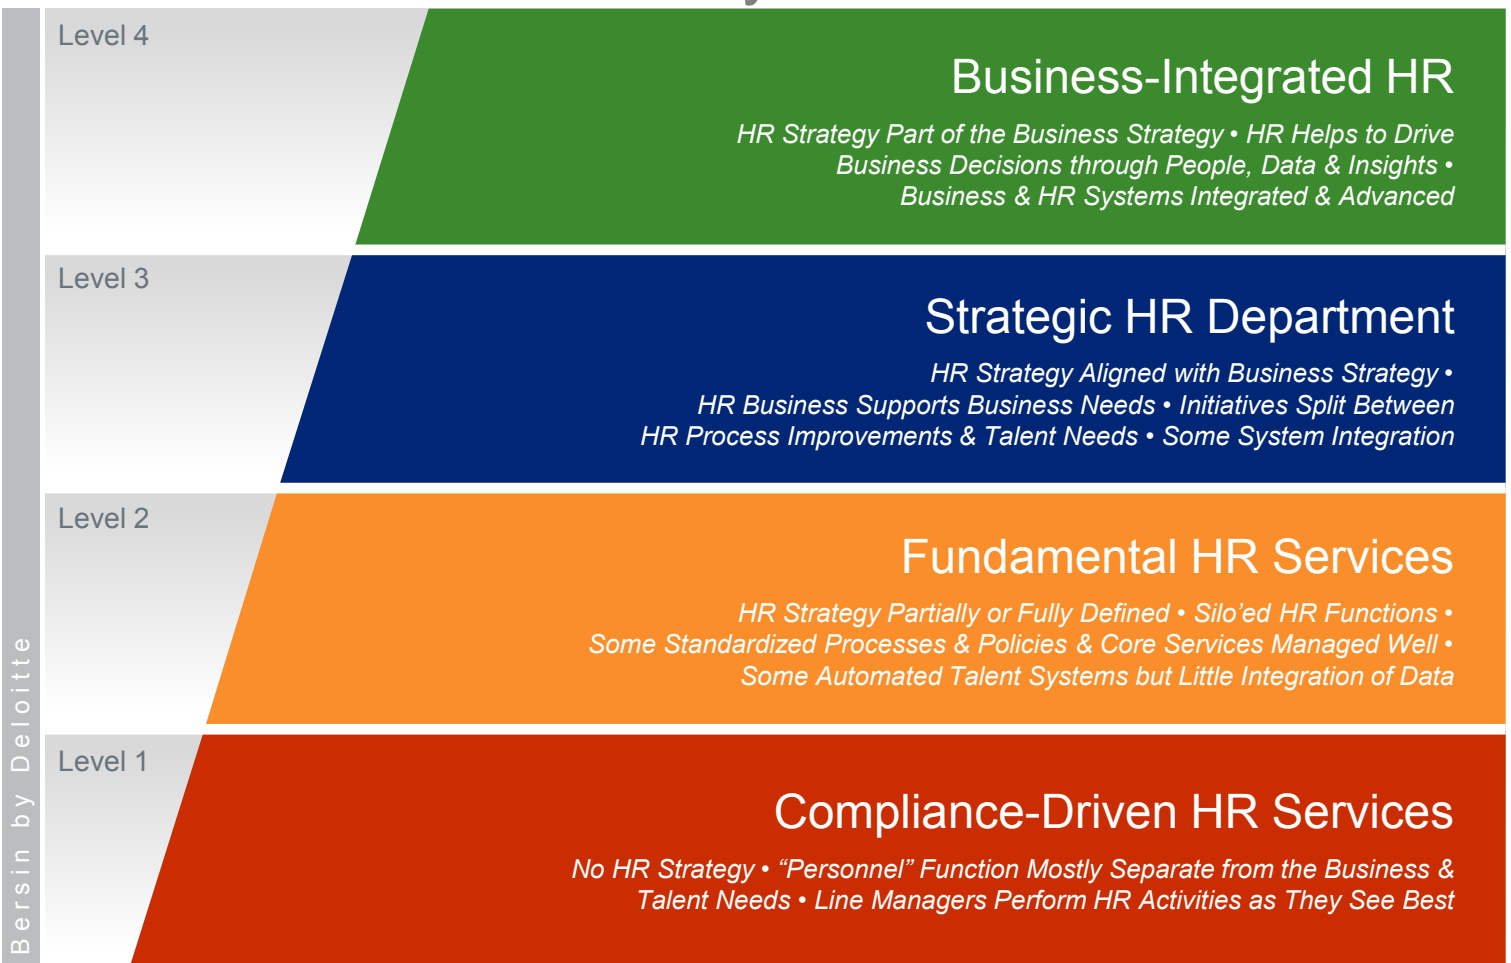 Level 4
Business-Integrated HR
HR Strategy Part of the Business Strategy • HR Helps to Drive
Business Decisions through People, Data & Insights •
Business & HR Systems Integrated & Advanced
Level 3
Strategic HR Department
HR Strategy Aligned with Business Strategy •
HR Business Supports Business Needs • Initiatives Split Between
HR Process Improvements & Talent Needs • Some System Integration
Level 2
Fundamental HR Services
HR Strategy Partially or Fully Defined • Silo’ed HR Functions •
Some Standardized Processes & Policies & Core Services Managed Well •
Some Automated Talent Systems but Little Integration of Data
Level 1
Compliance-Driven HR Services
No HR Strategy • “Personnel” Function Mostly Separate from the Business &
Talent Needs • Line Managers Perform HR Activities as They See Best
Bersin by Deloitte